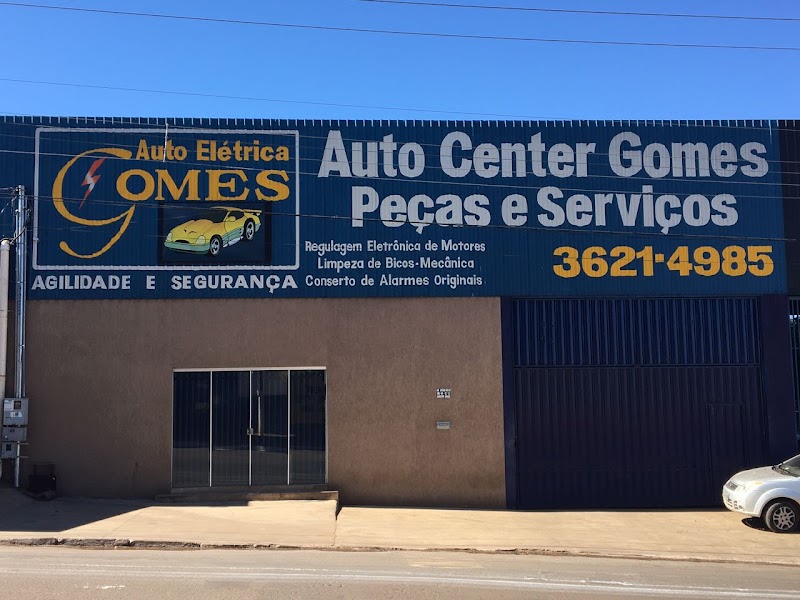 Auto Elétrica
GOMES
AGILIDADE E SEGURANÇA
Auto Center Gomes
Peças e Serviços
Regulagem Eletrônica de Motores
Limpeza de Bicos-Mecânica
Conserto de Alarmes Originais
3621-4985